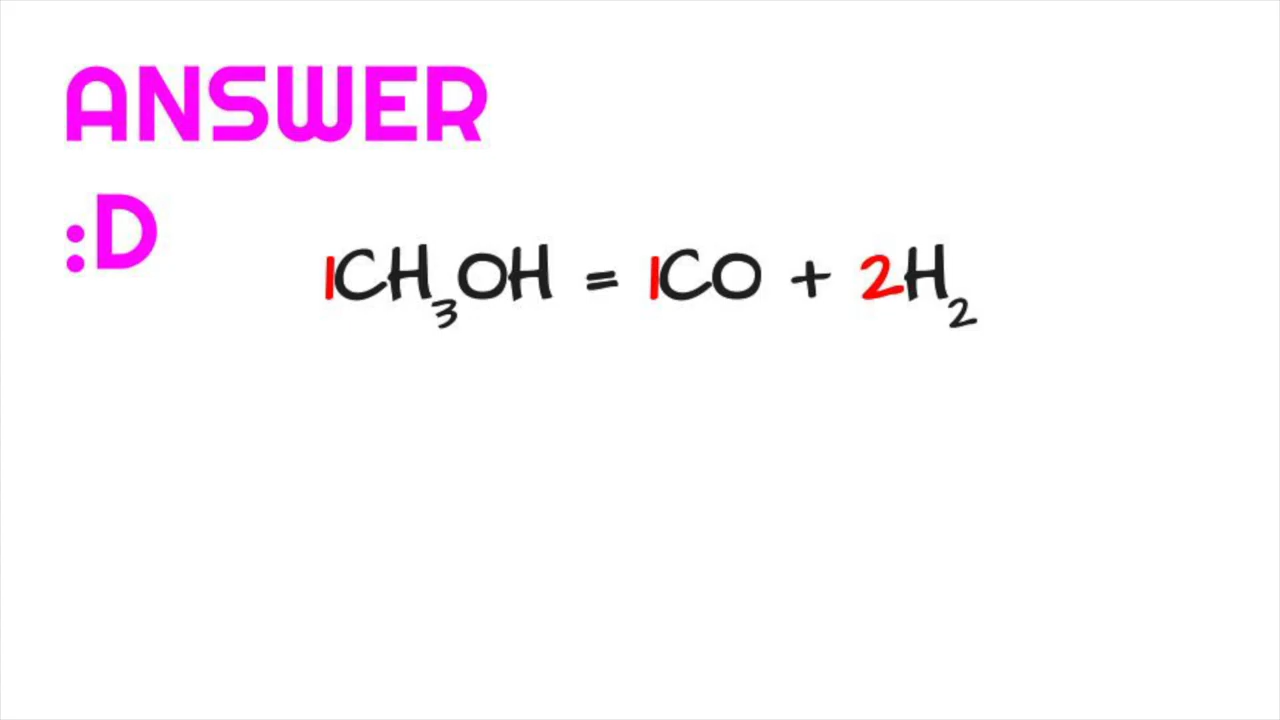 ANSWER
:D
1CH₃OH = 1CO + 2H₂